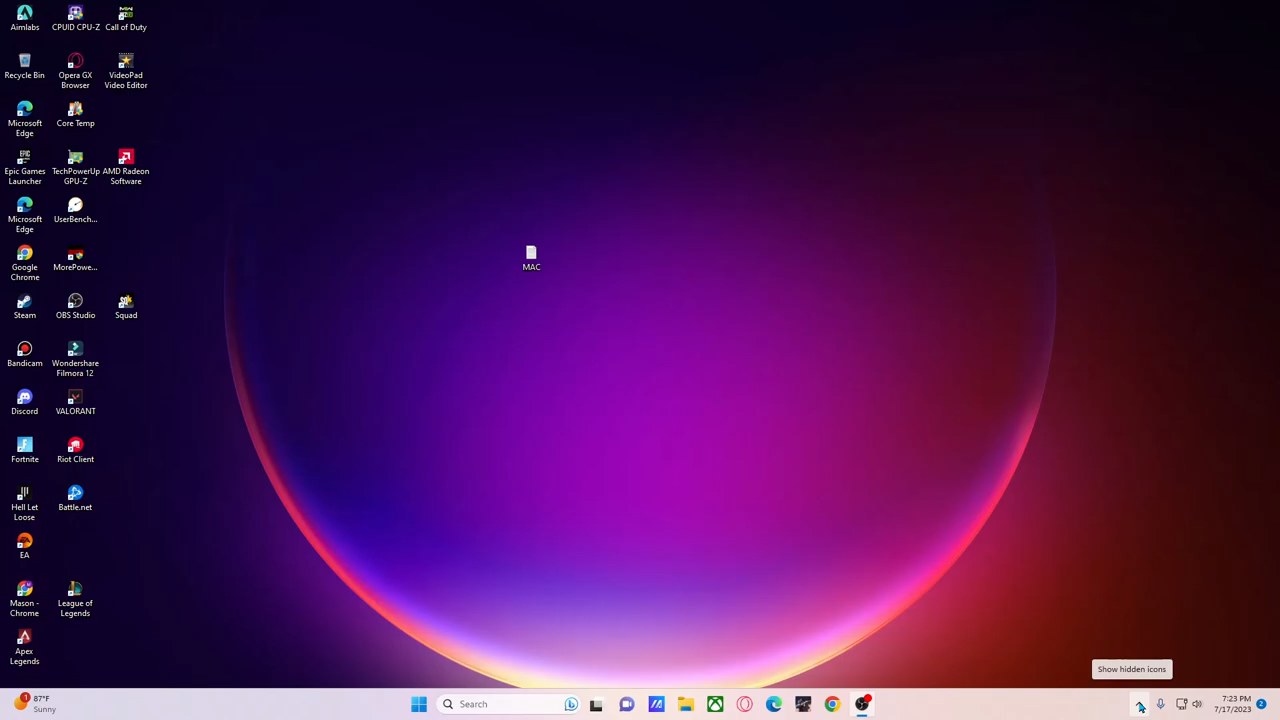 Aimlabs
CPUID CPU-Z
Call of Duty
Recycle Bin
Opera GX
Browser
VideoPad
Video Editor
Microsoft
Edge
Core Temp
Epic Games
Launcher
TechPowerUp
GPU-Z
AMD Radeon
Software
Microsoft
Edge
UserBench...
Google
Chrome
MorePowe...
MAC
Steam
OBS Studio
Squad
Bandicam
Wondershare
Filmora 12
Discord
VALORANT
Fortnite
Riot Client
Hell Let
Loose
Battle.net
EA
Mason -
Chrome
League of
Legends
Apex
Legends
Show hidden icons
1
87°F
Sunny
Search
7:23 PM
7/17/2023
2